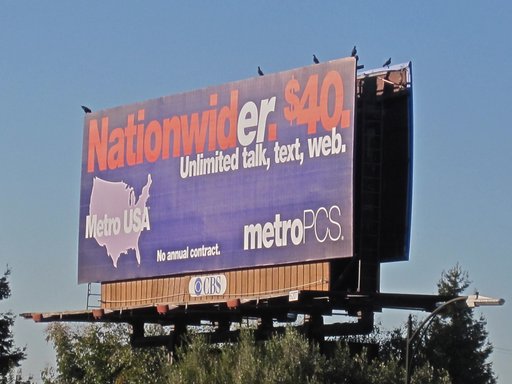 Nationwider. $40.
Unlimited talk, text, web.
Metro USA
metroPCS.
No annual contract.
CBS